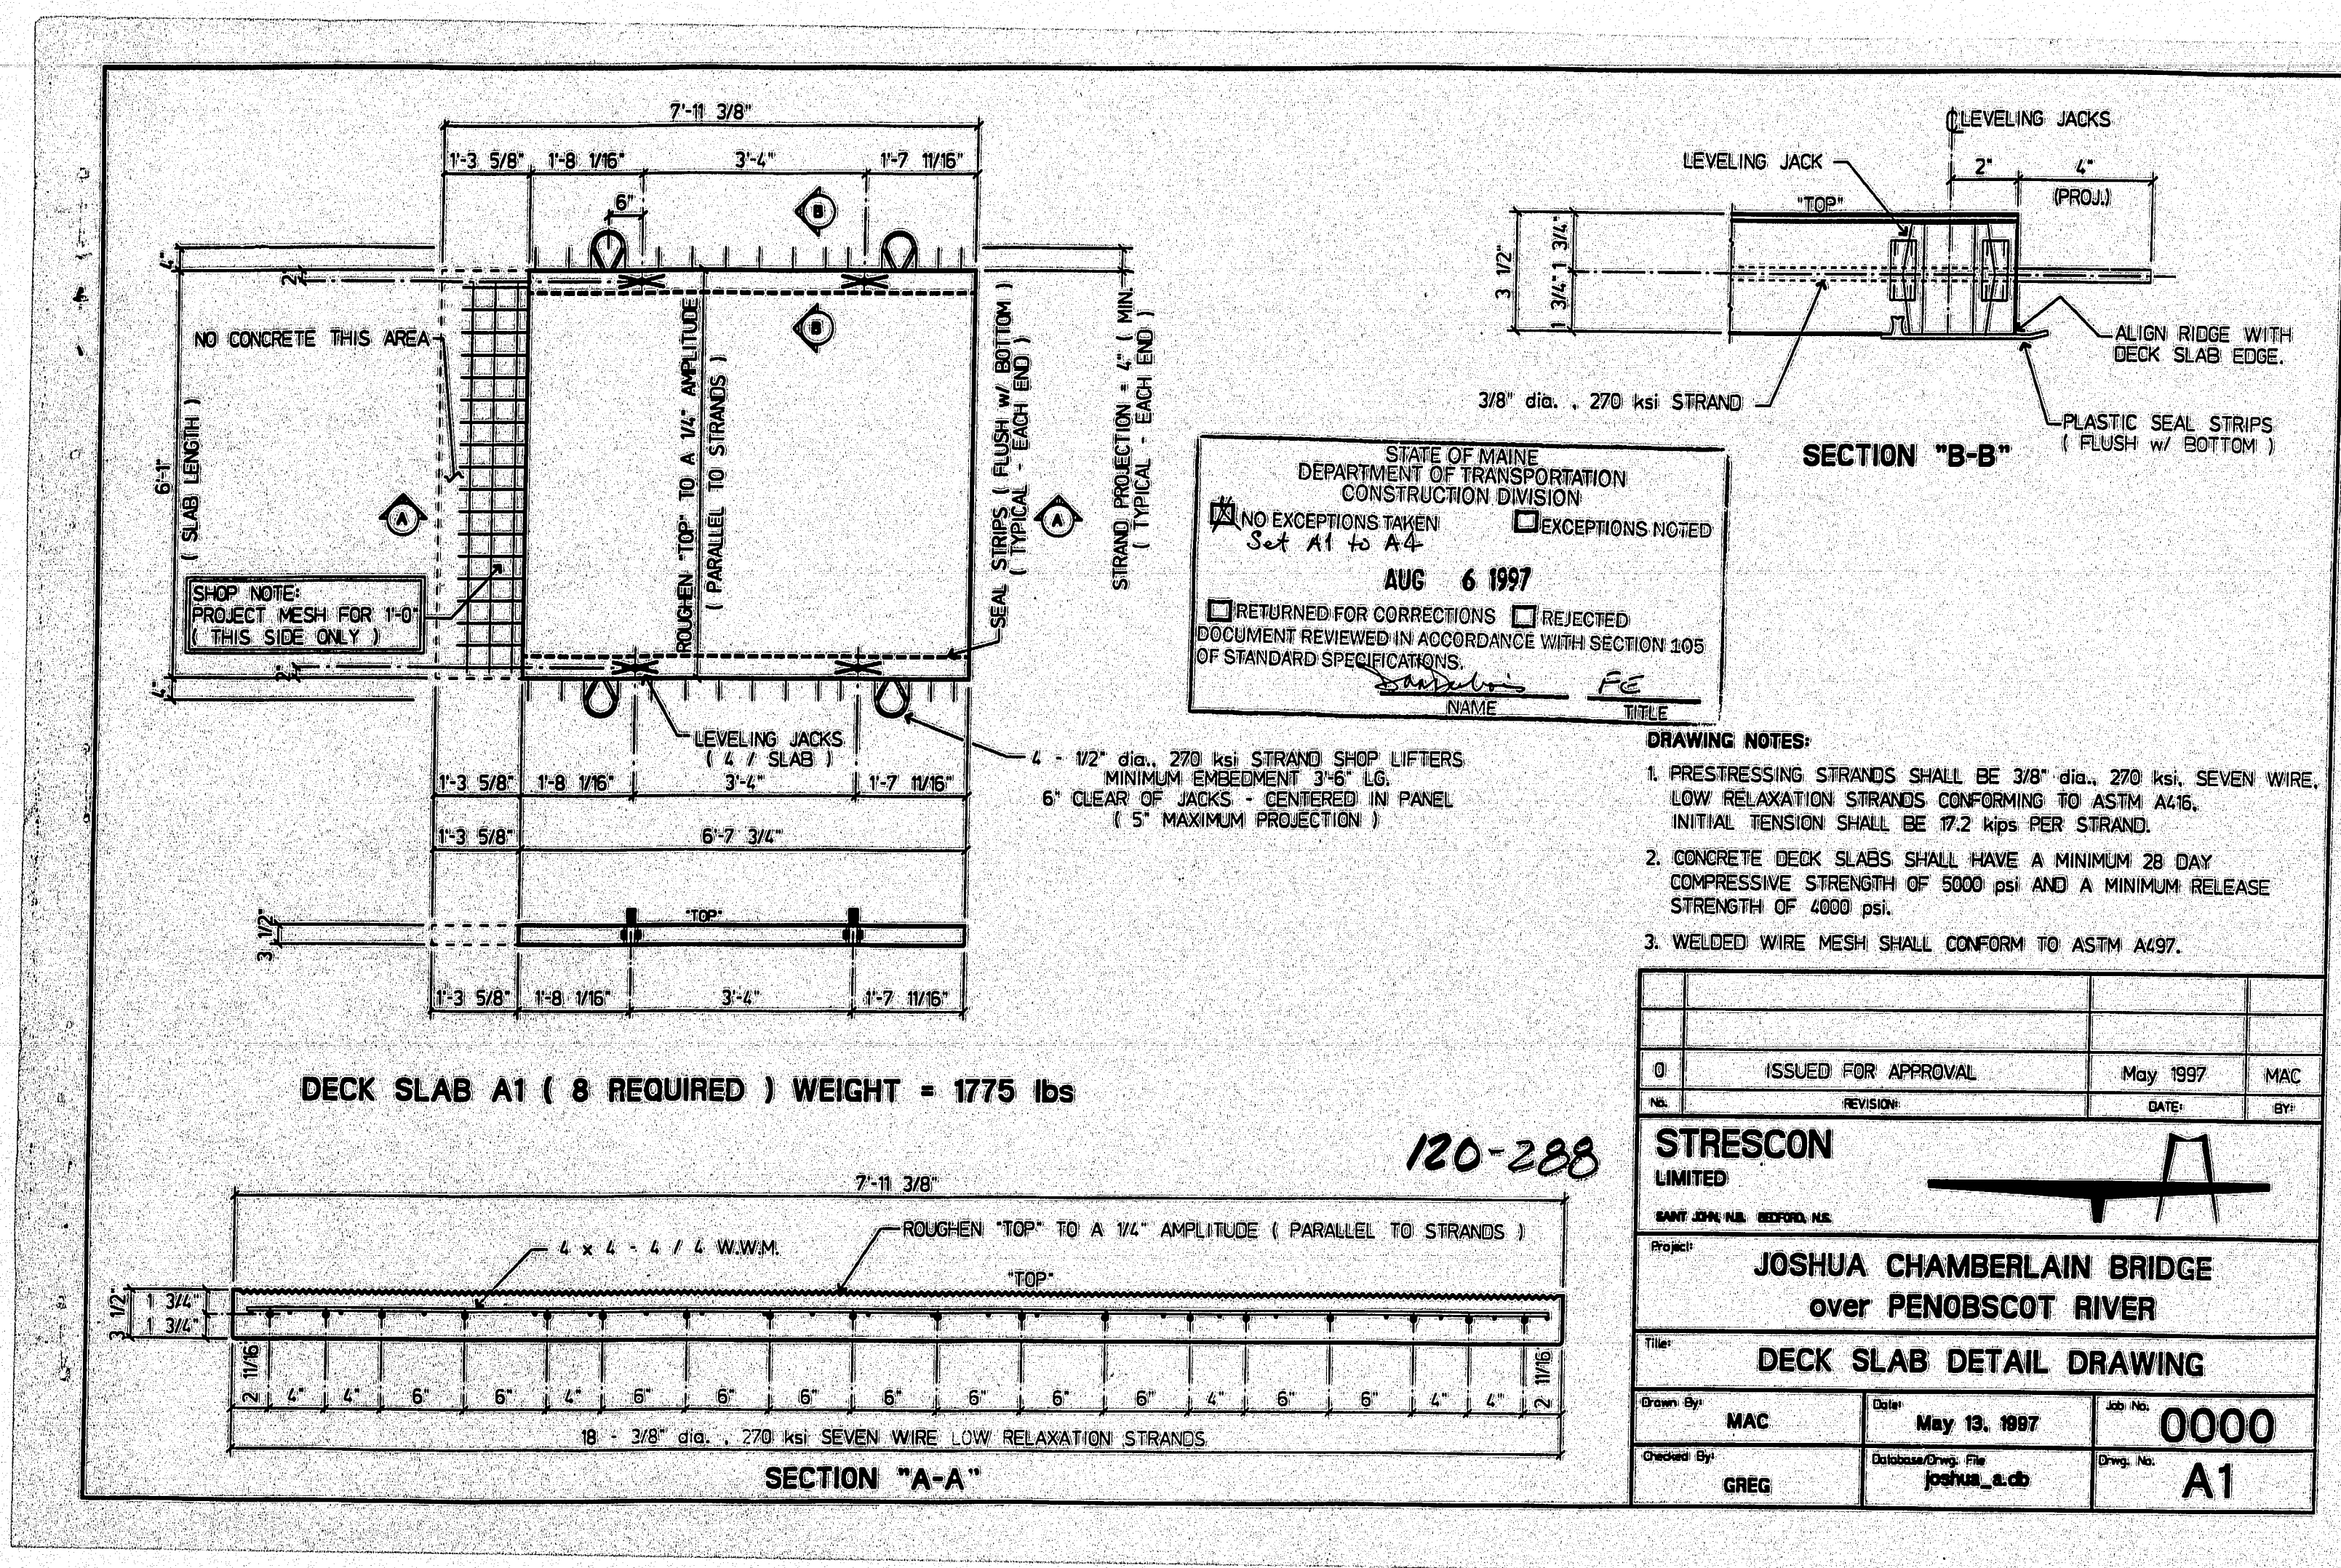 7'-11 3/8"
1'-3 5/8" 1'-8 1/16" 3'-4" 1'-7 11/16"
6"
B
4"
2"
NO CONCRETE THIS AREA
6'-1"
( SLAB LENGTH )
A
SHOP NOTE:
PROJECT MESH FOR 1'-0"
( THIS SIDE ONLY )
2"
4"
ROUGHEN "TOP" TO A 1/4" AMPLITUDE
( PARALLEL TO STRANDS )
B
SEAL STRIPS ( FLUSH w/ BOTTOM )
( TYPICAL - EACH END )
A
STRAND PROJECTION = 4" ( MIN.
( TYPICAL - EACH END )
LEVELING JACKS
( 4 / SLAB )
4 - 1/2" dia., 270 ksi STRAND SHOP LIFTERS
MINIMUM EMBEDMENT 3'-6" LG.
6" CLEAR OF JACKS - CENTERED IN PANEL
( 5" MAXIMUM PROJECTION )
1'-3 5/8" 1'-8 1/16" 3'-4" 1'-7 11/16"
1'-3 5/8" 6'-7 3/4"
3 1/2"
"TOP"
1'-3 5/8" 1'-8 1/16" 3'-4" 1'-7 11/16"
DECK SLAB A1 ( 8 REQUIRED ) WEIGHT = 1775 lbs
℄ LEVELING JACKS
LEVELING JACK
2" 4"
(PROJ.)
"TOP"
3 1/2"
1 3/4" 1 3/4"
3/8" dia. , 270 ksi STRAND
ALIGN RIDGE WITH
DECK SLAB EDGE.
PLASTIC SEAL STRIPS
( FLUSH w/ BOTTOM )
SECTION "B-B"
STATE OF MAINE
DEPARTMENT OF TRANSPORTATION
CONSTRUCTION DIVISION
NO EXCEPTIONS TAKEN EXCEPTIONS NOTED
Set A1 to A4
AUG 6 1997
RETURNED FOR CORRECTIONS REJECTED
DOCUMENT REVIEWED IN ACCORDANCE WITH SECTION 105
OF STANDARD SPECIFICATIONS.
Dan Dubois FE
NAME TITLE
DRAWING NOTES:
1. PRESTRESSING STRANDS SHALL BE 3/8" dia., 270 ksi, SEVEN WIRE,
LOW RELAXATION STRANDS CONFORMING TO ASTM A416.
INITIAL TENSION SHALL BE 17.2 kips PER STRAND.
2. CONCRETE DECK SLABS SHALL HAVE A MINIMUM 28 DAY
COMPRESSIVE STRENGTH OF 5000 psi AND A MINIMUM RELEASE
STRENGTH OF 4000 psi.
3. WELDED WIRE MESH SHALL CONFORM TO ASTM A497.
0 ISSUED FOR APPROVAL May 1997 MAC
No. REVISION: DATE: BY:
STRESCON
LIMITED
SAINT JOHN, N.B. BEDFORD, N.S.
Project:
JOSHUA CHAMBERLAIN BRIDGE
over PENOBSCOT RIVER
Title:
DECK SLAB DETAIL DRAWING
Drawn By: MAC
Date: May 13, 1997
Job No. 0000
Checked By: GREG
Database/Drwg. File joshua_a.db
Drwg. No. A1
120-288
7'-11 3/8"
4 x 4 - 4 / 4 W.W.M.
ROUGHEN "TOP" TO A 1/4" AMPLITUDE ( PARALLEL TO STRANDS )
"TOP"
3 1/2"
1 3/4"
1 3/4"
2 11/16" 4" 4" 6" 6" 4" 6" 6" 6" 6" 6" 6" 6" 4" 6" 6" 4" 4" 2 11/16"
18 - 3/8" dia. , 270 ksi SEVEN WIRE LOW RELAXATION STRANDS
SECTION "A-A"